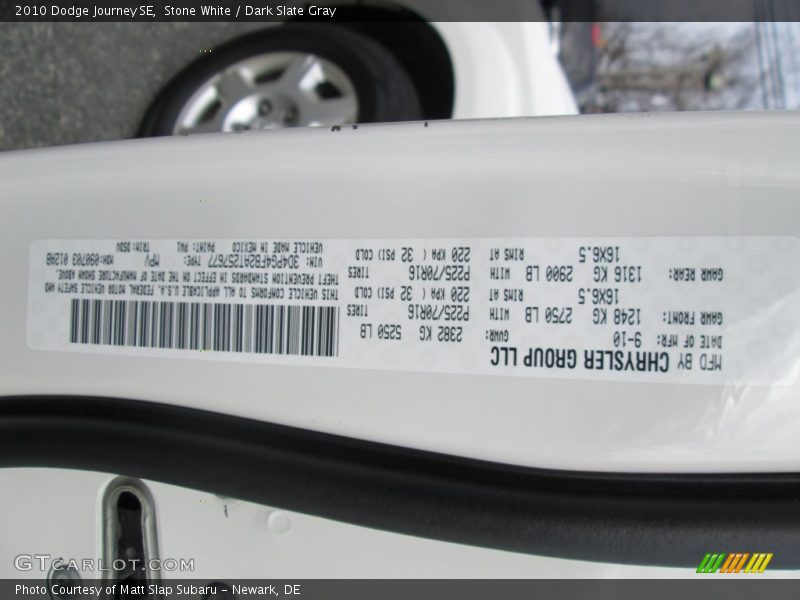 2010 Dodge Journey SE, Stone White / Dark Slate Gray
MFD BY CHRYSLER GROUP LLC
DATE OF MFR: 9-10 GVWR: 2382 KG 5250 LB
GAWR FRONT: 1248 KG 2750 LB WITH P225/70R16 TIRES
16X6.5 RIMS AT 220 KPA ( 32 PSI) COLD
GAWR REAR: 1316 KG 2900 LB WITH P225/70R16 TIRES
16X6.5 RIMS AT 220 KPA ( 32 PSI) COLD
THIS VEHICLE CONFORMS TO ALL APPLICABLE U.S.A. FEDERAL MOTOR VEHICLE SAFETY AND
THEFT PREVENTION STANDARDS IN EFFECT ON THE DATE OF MANUFACTURE SHOWN ABOVE.
VIN: 3D4PG4FB2AT257677 TYPE: MPV MDH:090703 012AB
VEHICLE MADE IN MEXICO PAINT: PW1 TRIM:DSDV
GTCARLOT.COM
Photo Courtesy of Matt Slap Subaru - Newark, DE